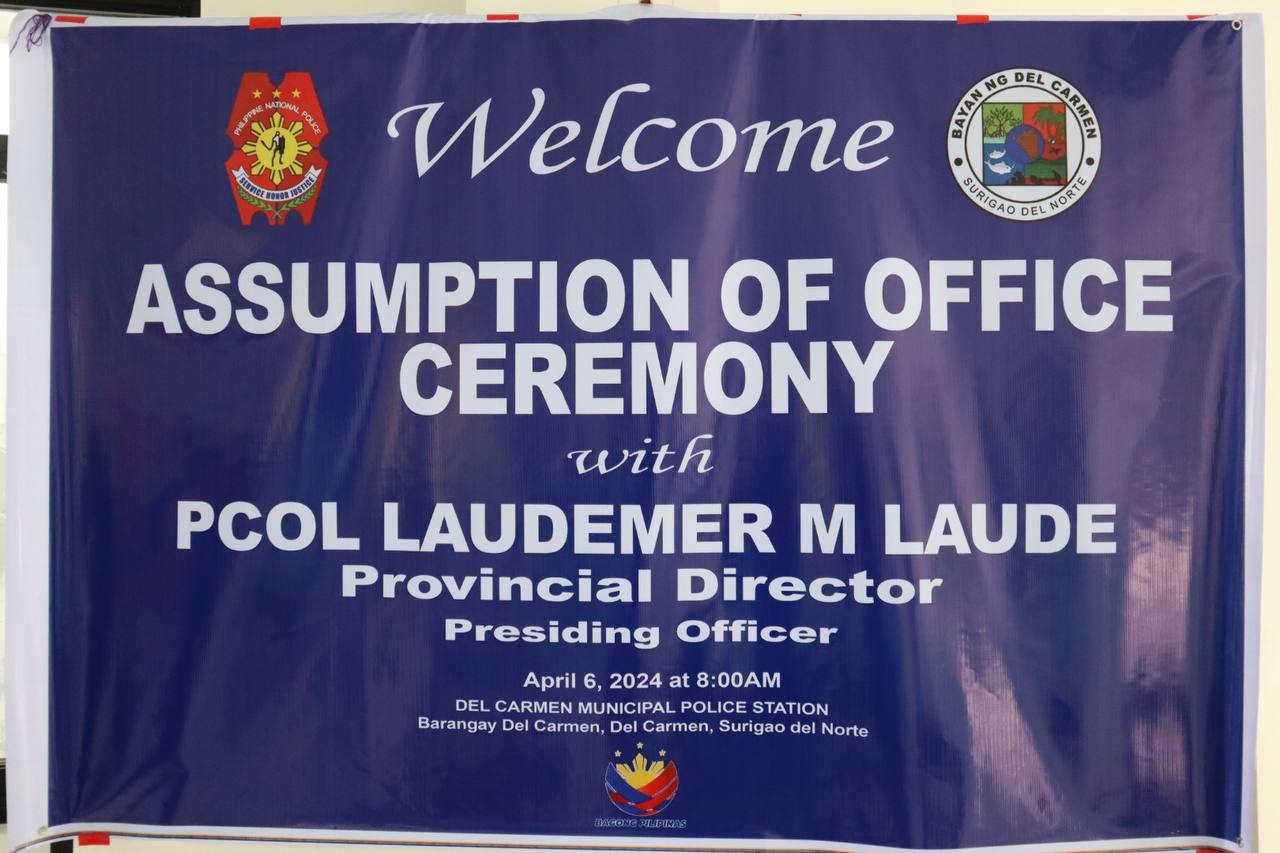 PHILIPPINE NATIONAL POLICE
SERVICE HONOR JUSTICE
Welcome
BAYAN NG DEL CARMEN
SURIGAO DEL NORTE
ASSUMPTION OF OFFICE
CEREMONY
with
PCOL LAUDEMER M LAUDE
Provincial Director
Presiding Officer
April 6, 2024 at 8:00AM
DEL CARMEN MUNICIPAL POLICE STATION
Barangay Del Carmen, Del Carmen, Surigao del Norte
BAGONG PILIPINAS